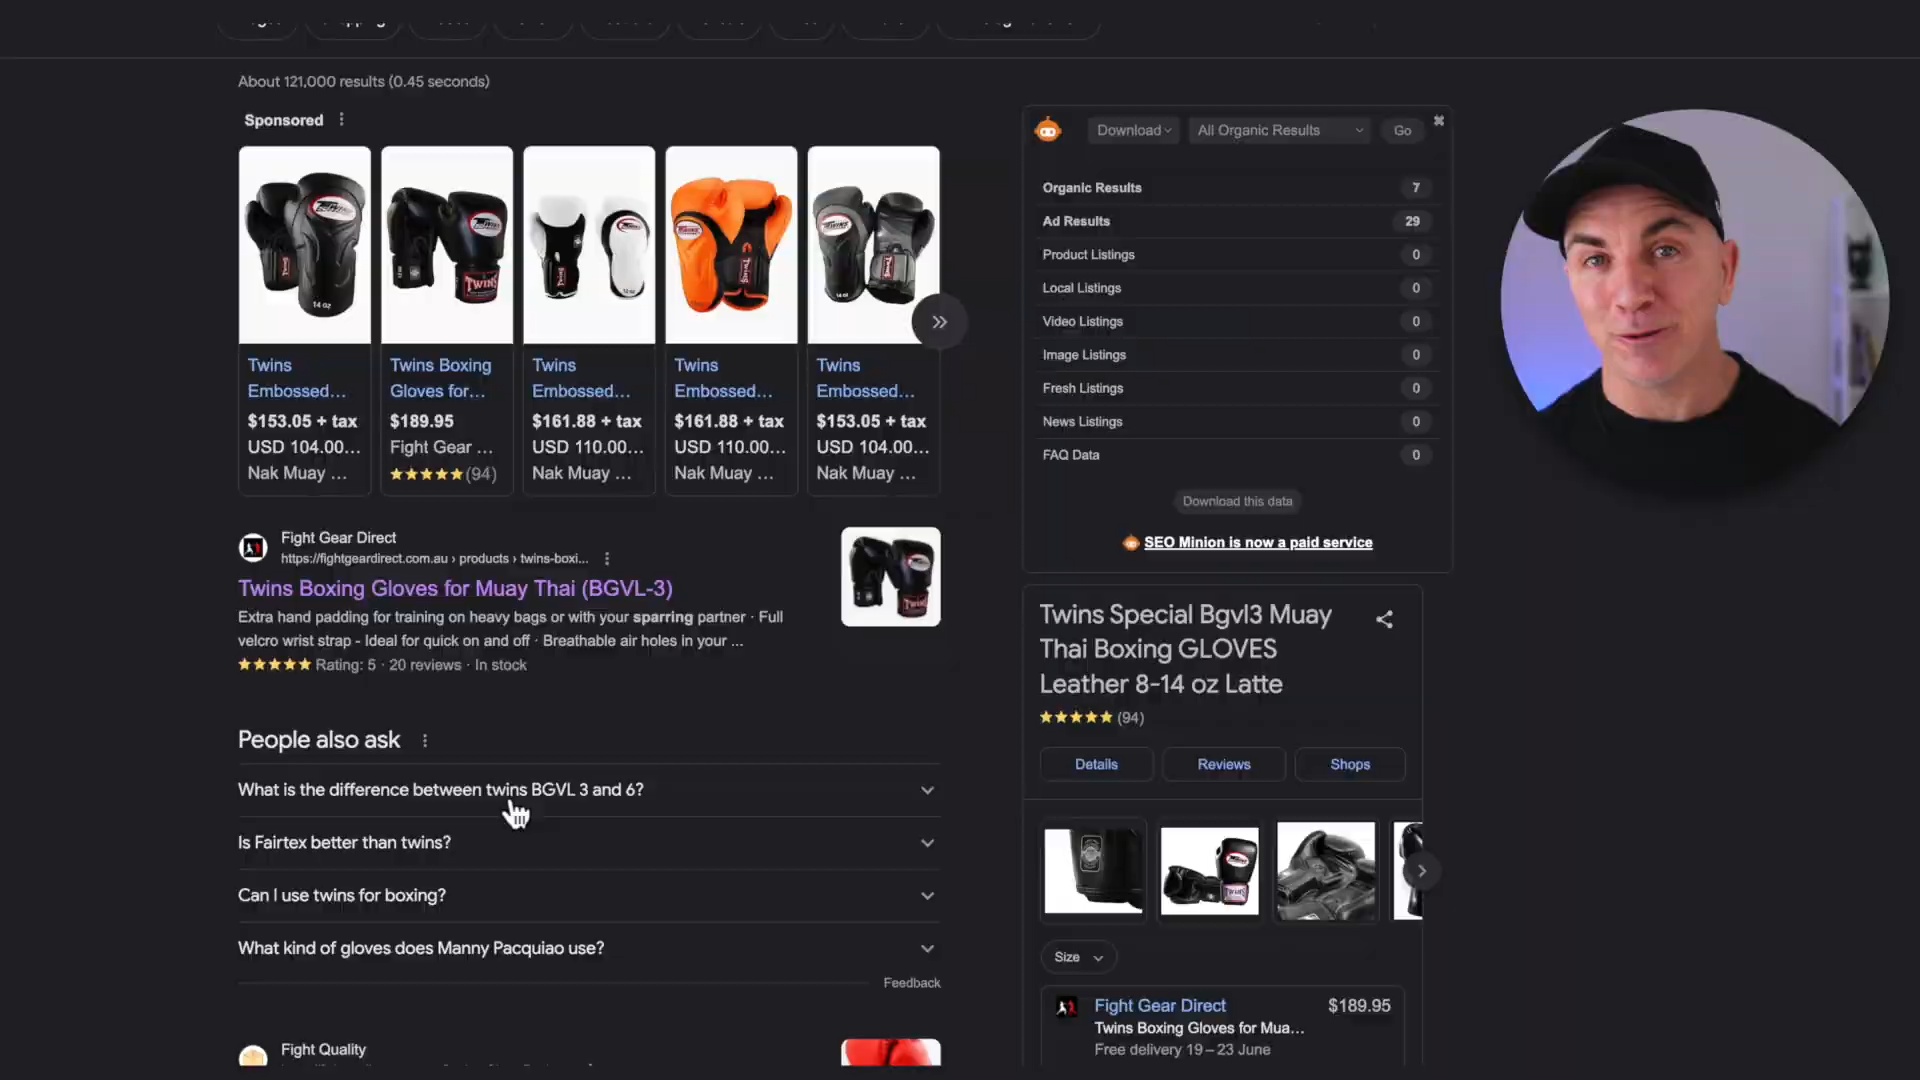 About 121,000 results (0.45 seconds)
Sponsored
14 oz
TWINS
14 oz
14 oz
Twins
Embossed...
$153.05 + tax
USD 104.00...
Nak Muay ...
Twins Boxing
Gloves for...
$189.95
Fight Gear ...
(94)
Twins
Embossed...
$161.88 + tax
USD 110.00...
Nak Muay ...
Twins
Embossed...
$161.88 + tax
USD 110.00...
Nak Muay ...
Twins
Embossed...
$153.05 + tax
USD 104.00...
Nak Muay ...
Fight Gear Direct
https://fightgeardirect.com.au › products › twins-boxi...
Twins Boxing Gloves for Muay Thai (BGVL-3)
Extra hand padding for training on heavy bags or with your sparring partner · Full
velcro wrist strap - Ideal for quick on and off · Breathable air holes in your ...
Rating: 5 · 20 reviews · In stock
People also ask
What is the difference between twins BGVL 3 and 6?
Is Fairtex better than twins?
Can I use twins for boxing?
What kind of gloves does Manny Pacquiao use?
Feedback
Fight Quality
Download
All Organic Results
Go
Organic Results 7
Ad Results 29
Product Listings 0
Local Listings 0
Video Listings 0
Image Listings 0
Fresh Listings 0
News Listings 0
FAQ Data 0
Download this data
SEO Minion is now a paid service
Twins Special Bgvl3 Muay
Thai Boxing GLOVES
Leather 8-14 oz Latte
(94)
Details
Reviews
Shops
Size
Fight Gear Direct $189.95
Twins Boxing Gloves for Mua...
Free delivery 19 – 23 June